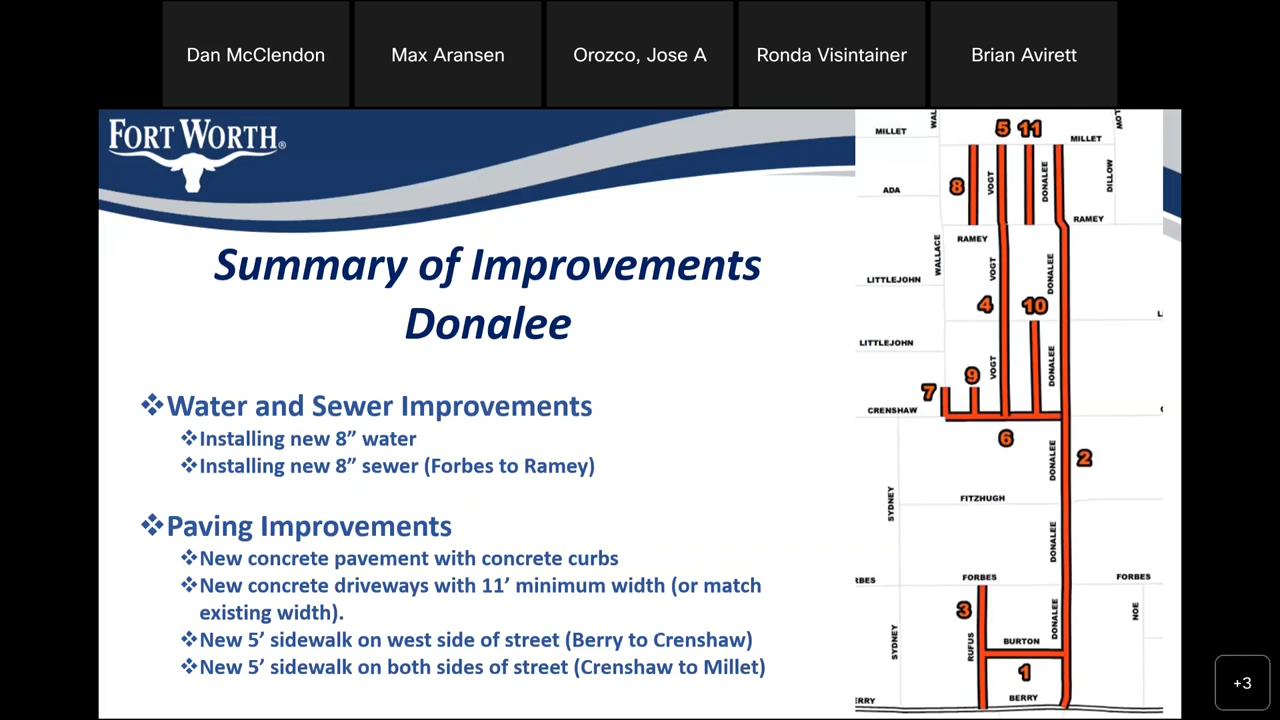 Dan McClendon
Max Aransen
Orozco, Jose A
Ronda Visintainer
Brian Avirett
FORT WORTH®
Summary of Improvements
Donalee
❖Water and Sewer Improvements
❖Installing new 8” water
❖Installing new 8” sewer (Forbes to Ramey)
❖Paving Improvements
❖New concrete pavement with concrete curbs
❖New concrete driveways with 11’ minimum width (or match
existing width).
❖New 5’ sidewalk on west side of street (Berry to Crenshaw)
❖New 5’ sidewalk on both sides of street (Crenshaw to Millet)
WAL
5 11
MILLET
MILLET
8
VOGT
DONALEE
DILLOW
ADA
RAMEY
RAMEY
WALLACE
VOGT
DONALEE
LITTLEJOHN
4
10
LITTLEJOHN
VOGT
DONALEE
7
9
CRENSHAW
6
DONALEE
2
SYDNEY
FITZHUGH
DONALEE
RBES
FORBES
FORBES
3
DONALEE
NOE
SYDNEY
RUFUS
BURTON
1
ERRY
BERRY
+3